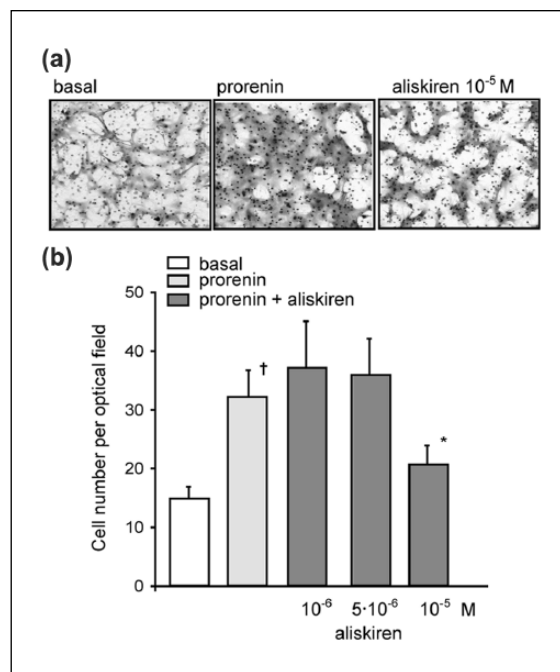 (a)
basal prorenin aliskiren 10⁻⁵ M
(b)
basal
prorenin
prorenin + aliskiren
Cell number per optical field
50
40
30
20
10
0
†
*
10⁻⁶ 5·10⁻⁶ 10⁻⁵ M
aliskiren